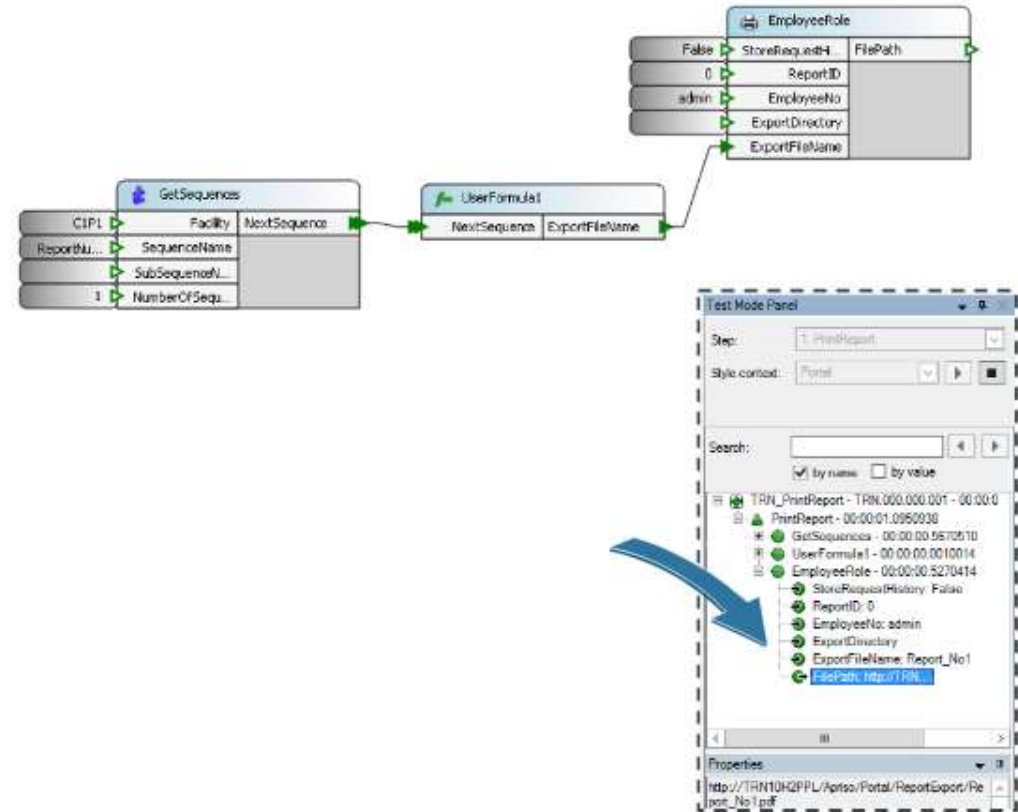 EmployeeRole
False StoreRequestH... FilePath
0 ReportID
admin EmployeeNo
ExportDirectory
ExportFileName
GetSequences
C1P1 Facility NextSequence
ReportNu... SequenceName
SubSequenceN...
1 NumberOfSequ...
UserFormula1
NextSequence ExportFileName
Test Mode Panel
Step: 1. PrintReport
Style context: Portal
Search:
by name by value
TRN_PrintReport - TRN.000.000.001 - 00:00:0
PrintReport - 00:00:01.0950938
GetSequences - 00:00:00.5670510
UserFormula1 - 00:00:00.0010014
EmployeeRole - 00:00:00.5270414
StoreRequestHistory: False
ReportID: 0
EmployeeNo: admin
ExportDirectory
ExportFileName: Report_No1
FilePath: http://TRN...
Properties
http://TRN10H2PPL/Apriso/Portal/ReportExport/Re
port_No1.pdf